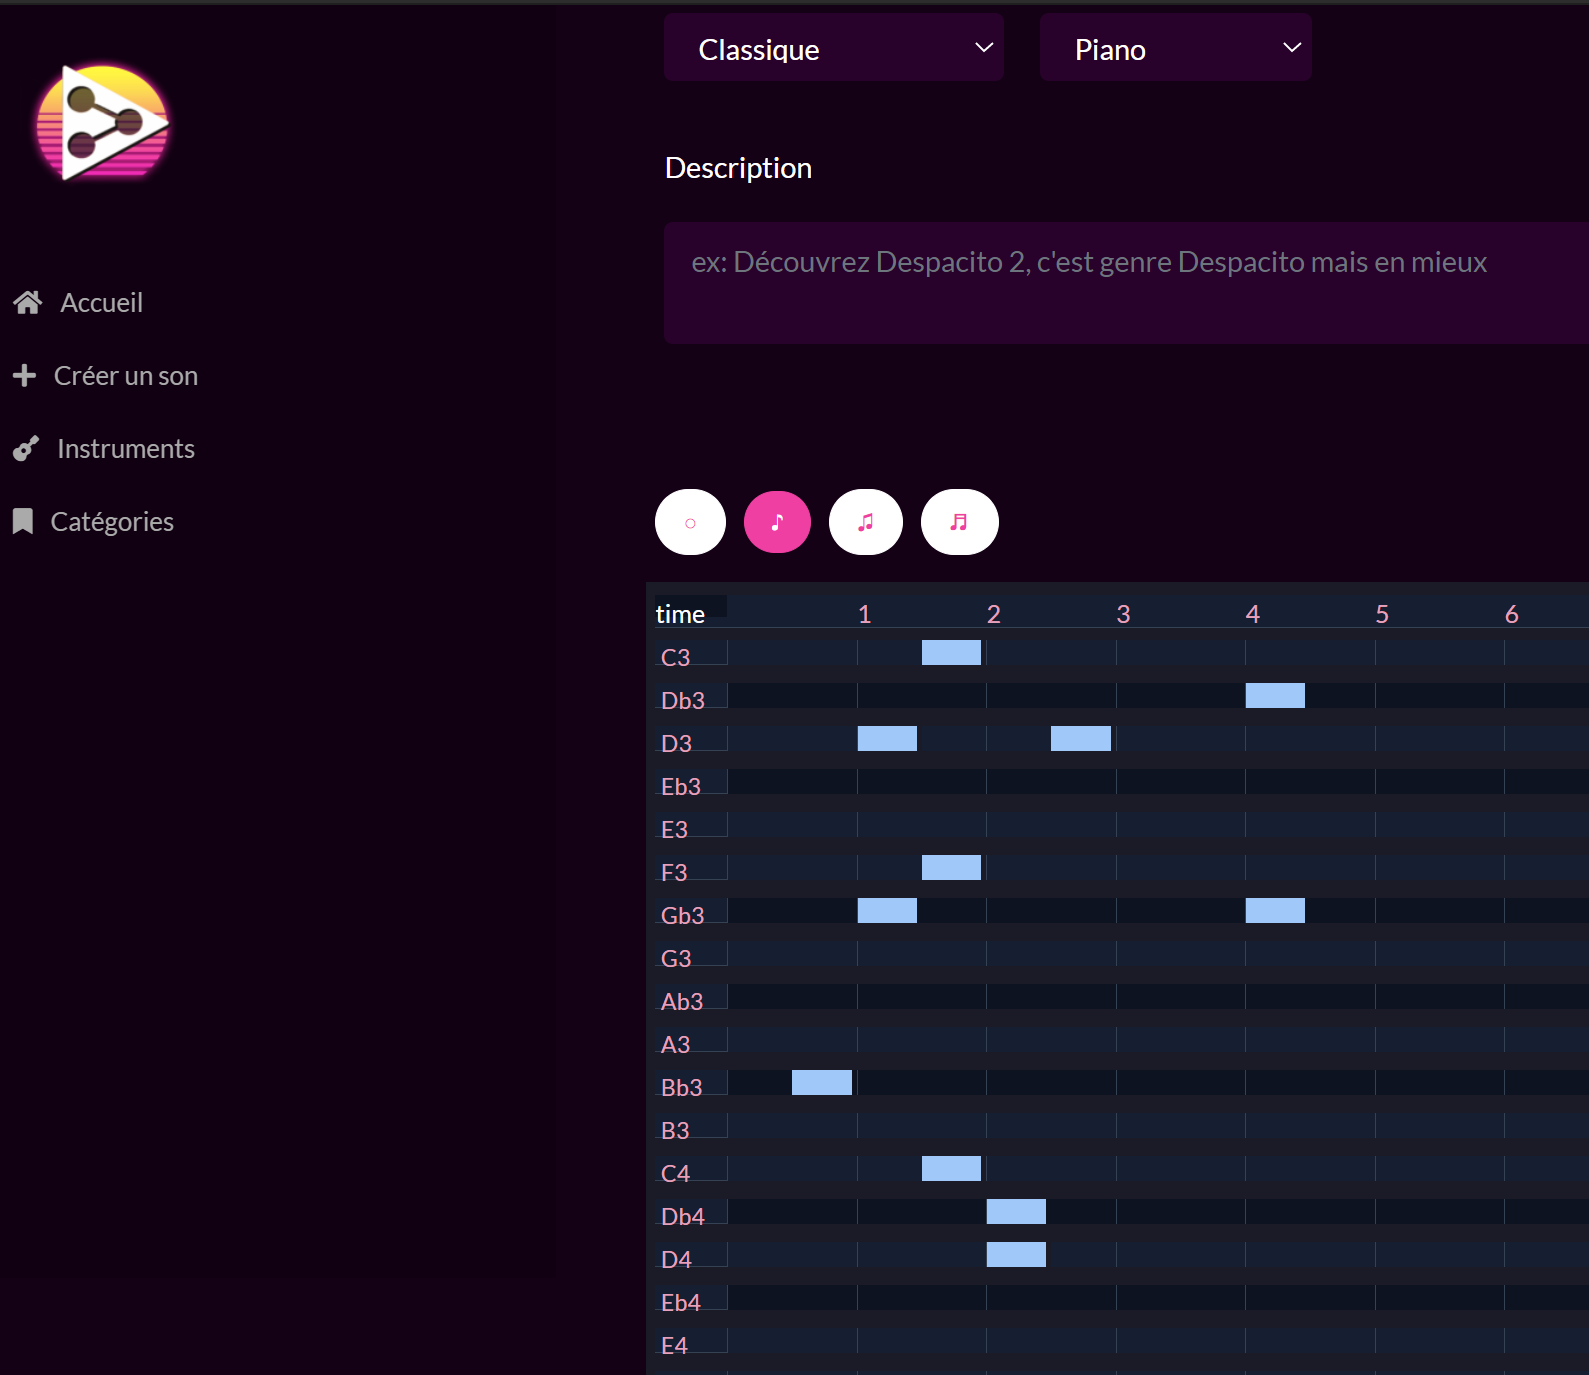 Classique Piano
Description
ex: Découvrez Despacito 2, c'est genre Despacito mais en mieux
Accueil
Créer un son
Instruments
Catégories
time 1 2 3 4 5 6
C3
Db3
D3
Eb3
E3
F3
Gb3
G3
Ab3
A3
Bb3
B3
C4
Db4
D4
Eb4
E4